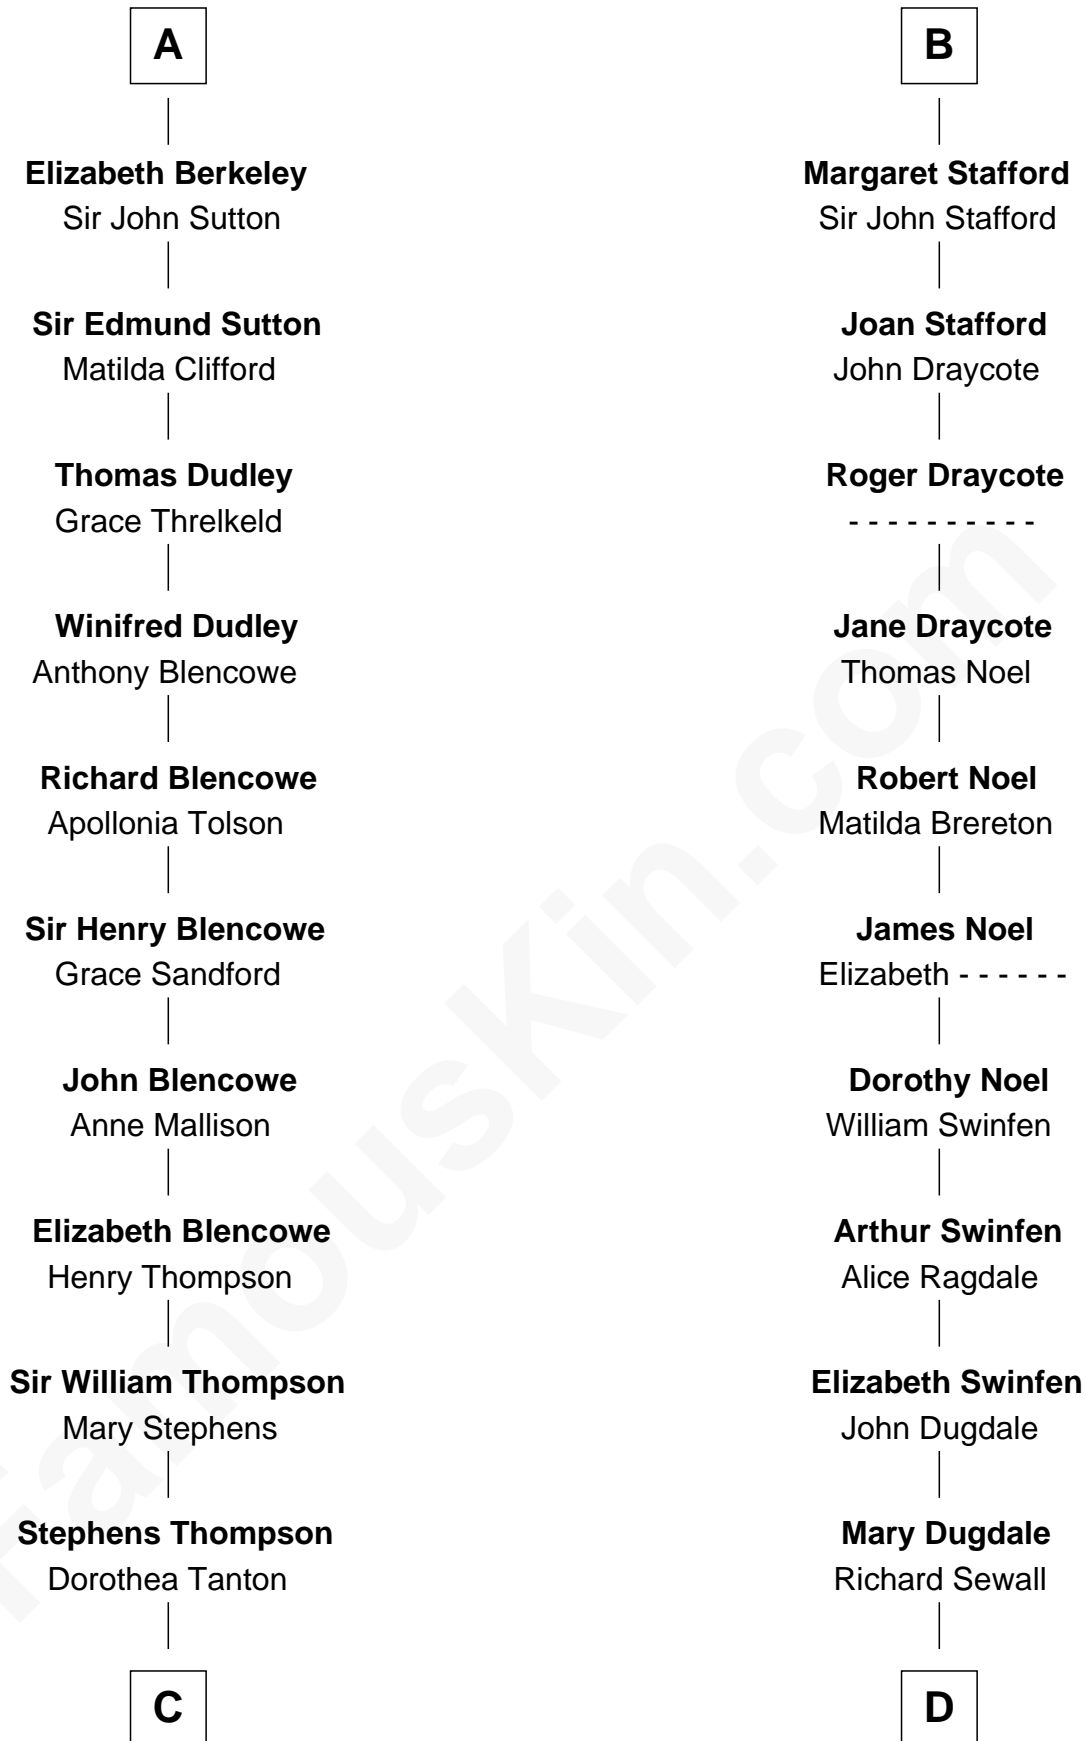 A
Elizabeth Berkeley
Sir John Sutton
Sir Edmund Sutton
Matilda Clifford
Thomas Dudley
Grace Threlkeld
Winifred Dudley
Anthony Blencowe
Richard Blencowe
Apollonia Tolson
Sir Henry Blencowe
Grace Sandford
John Blencowe
Anne Mallison
Elizabeth Blencowe
Henry Thompson
Sir William Thompson
Mary Stephens
Stephens Thompson
Dorothea Tanton
C
B
Margaret Stafford
Sir John Stafford
Joan Stafford
John Draycote
Roger Draycote
- - - - - - - - - -
Jane Draycote
Thomas Noel
Robert Noel
Matilda Brereton
James Noel
Elizabeth - - - - - -
Dorothy Noel
William Swinfen
Arthur Swinfen
Alice Ragdale
Elizabeth Swinfen
John Dugdale
Mary Dugdale
Richard Sewall
D
FamousKin.com